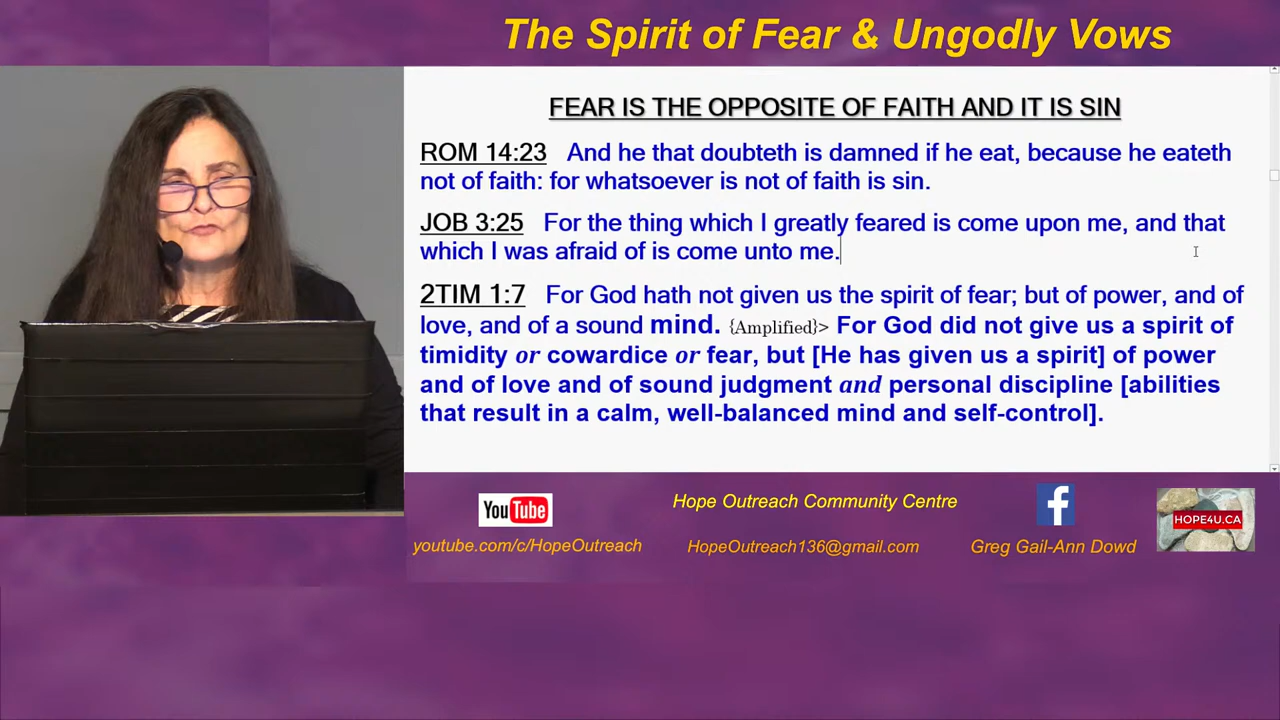 The Spirit of Fear & Ungodly Vows
FEAR IS THE OPPOSITE OF FAITH AND IT IS SIN
ROM 14:23 And he that doubteth is damned if he eat, because he eateth
not of faith: for whatsoever is not of faith is sin.
JOB 3:25 For the thing which I greatly feared is come upon me, and that
which I was afraid of is come unto me.
2TIM 1:7 For God hath not given us the spirit of fear; but of power, and of
love, and of a sound mind. {Amplified}> For God did not give us a spirit of
timidity or cowardice or fear, but [He has given us a spirit] of power
and of love and of sound judgment and personal discipline [abilities
that result in a calm, well-balanced mind and self-control].
YouTube
youtube.com/c/HopeOutreach
Hope Outreach Community Centre
HopeOutreach136@gmail.com
f
Greg Gail-Ann Dowd
HOPE4U.CA